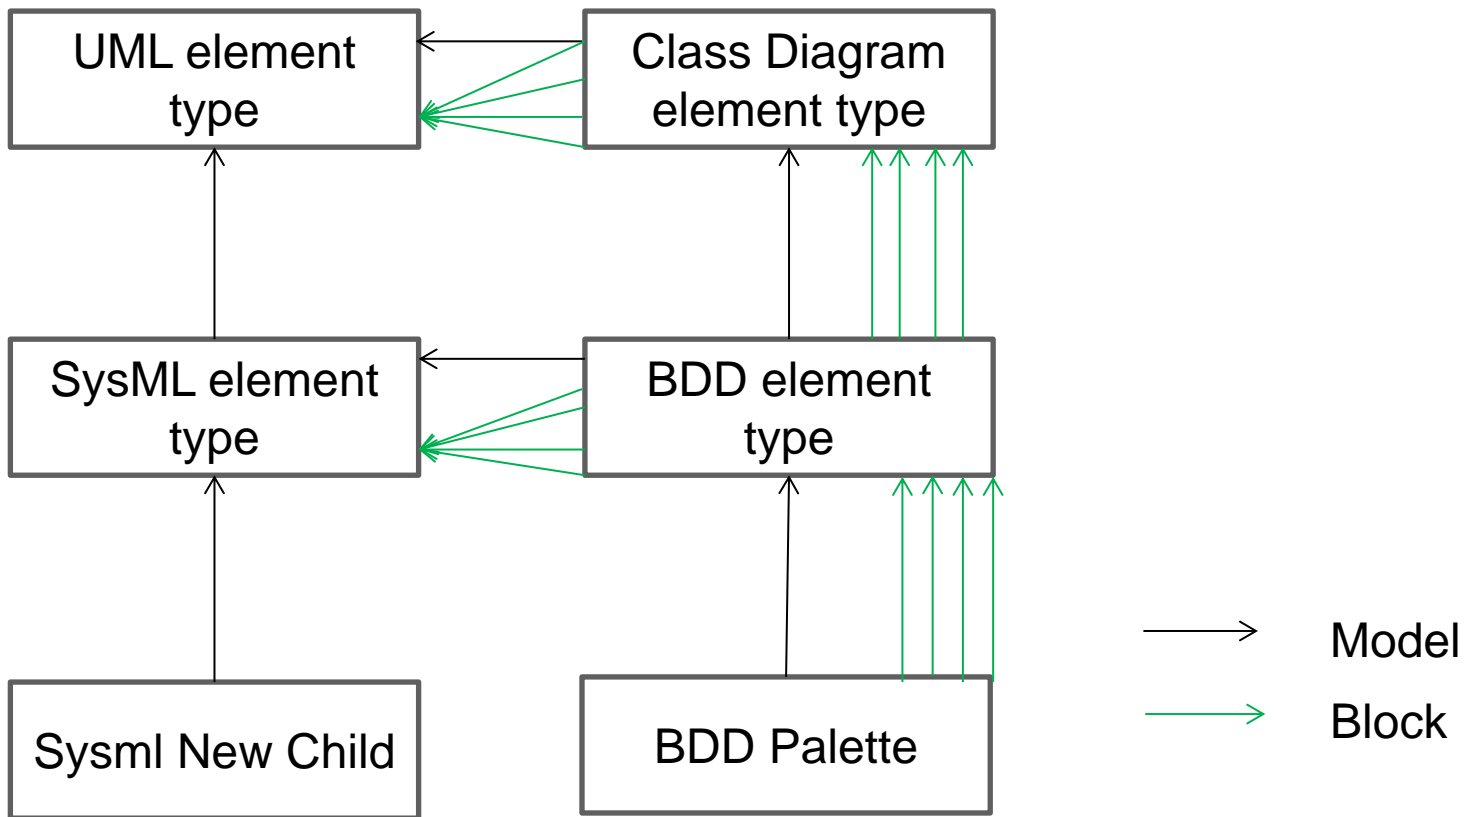 UML element
type
Class Diagram
element type
SysML element
type
BDD element
type
Sysml New Child
BDD Palette
Model
Block